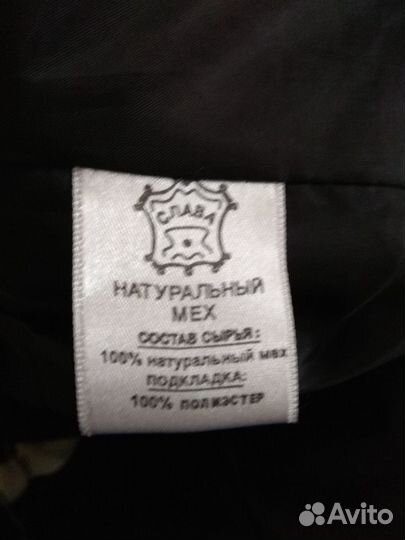 СЛАВА
НАТУРАЛЬНЫЙ
МЕХ
СОСТАВ СЫРЬЯ:
100% натуральный мех
ПОДКЛАДКА:
100% ПОЛИЭСТЕР
Avito